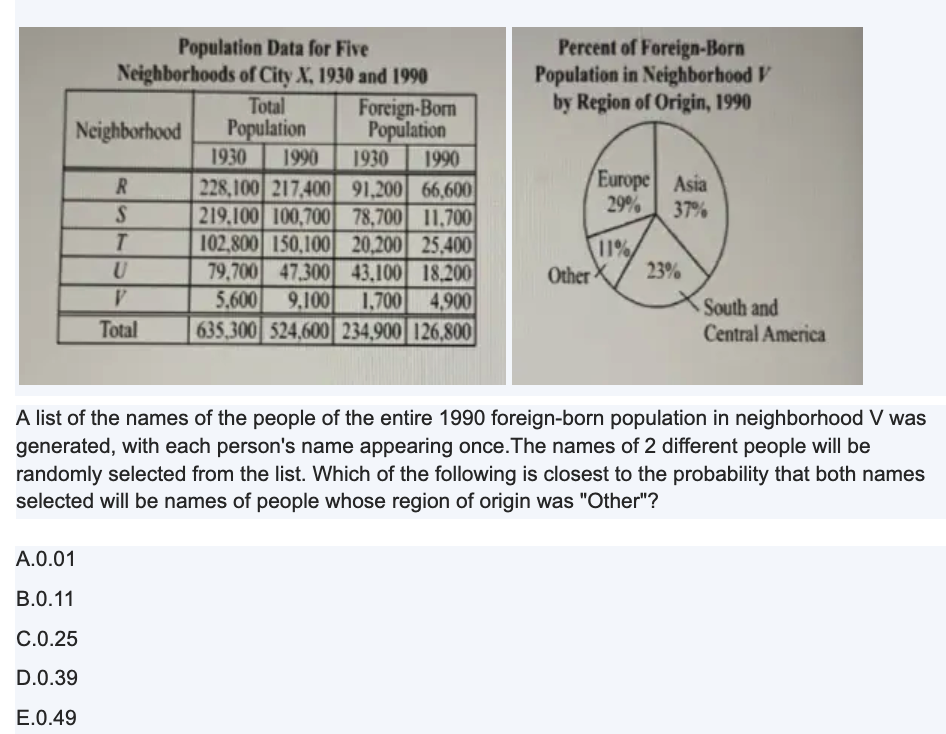 Population Data for Five
Neighborhoods of City X, 1930 and 1990
Neighborhood Total Population Foreign-Born Population
1930 1990 1930 1990
R 228,100 217,400 91,200 66,600
S 219,100 100,700 78,700 11,700
T 102,800 150,100 20,200 25,400
U 79,700 47,300 43,100 18,200
V 5,600 9,100 1,700 4,900
Total 635,300 524,600 234,900 126,800
Percent of Foreign-Born
Population in Neighborhood V
by Region of Origin, 1990
Europe 29%
Asia 37%
11%
Other
23%
South and
Central America
A list of the names of the people of the entire 1990 foreign-born population in neighborhood V was
generated, with each person's name appearing once.The names of 2 different people will be
randomly selected from the list. Which of the following is closest to the probability that both names
selected will be names of people whose region of origin was "Other"?
A.0.01
B.0.11
C.0.25
D.0.39
E.0.49